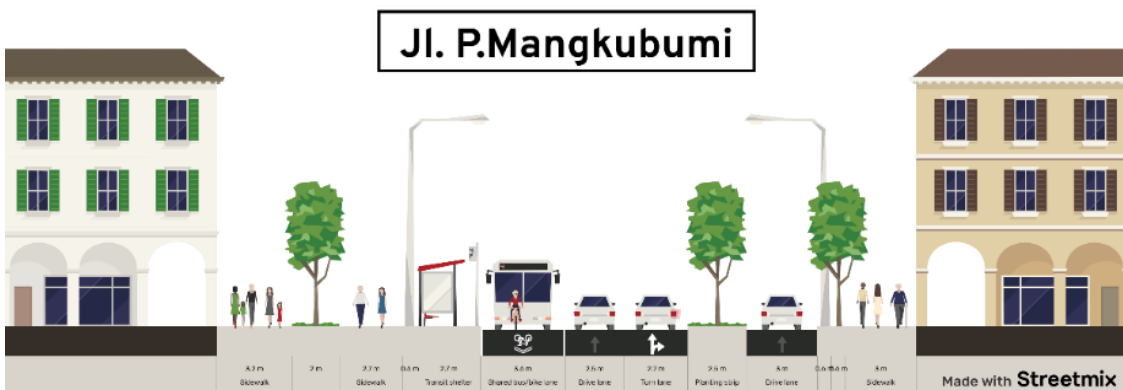 Jl. P.Mangkubumi
3.2 m 2 m 2.7 m 0.6 m 2.7 m 3.6 m 2.5 m 2.7 m 2.5 m 3 m 3 m
Sidewalk Sidewalk Transit shelter Shared bus/bike lane Drive lane Turn lane Planting strip Drive lane Sidewalk
Made with Streetmix